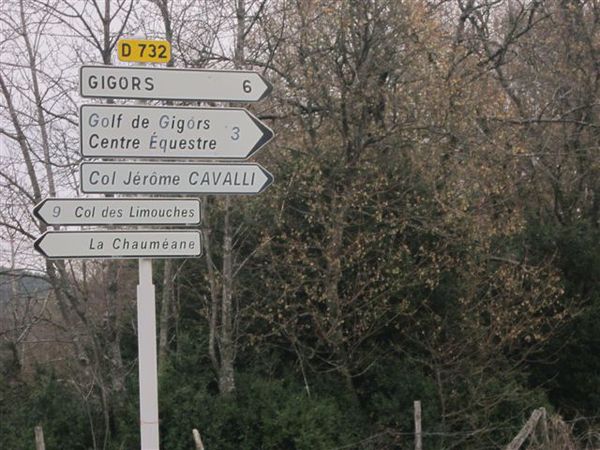 D 732
GIGORS 6
Golf de Gigors 3
Centre Équestre
Col Jérôme CAVALLI
9 Col des Limouches
La Chauméane